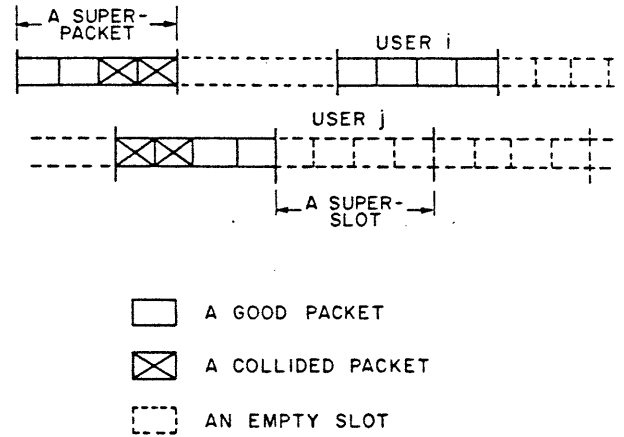 A SUPER-
PACKET
USER i
USER j
A SUPER-
SLOT
A GOOD PACKET
A COLLIDED PACKET
AN EMPTY SLOT